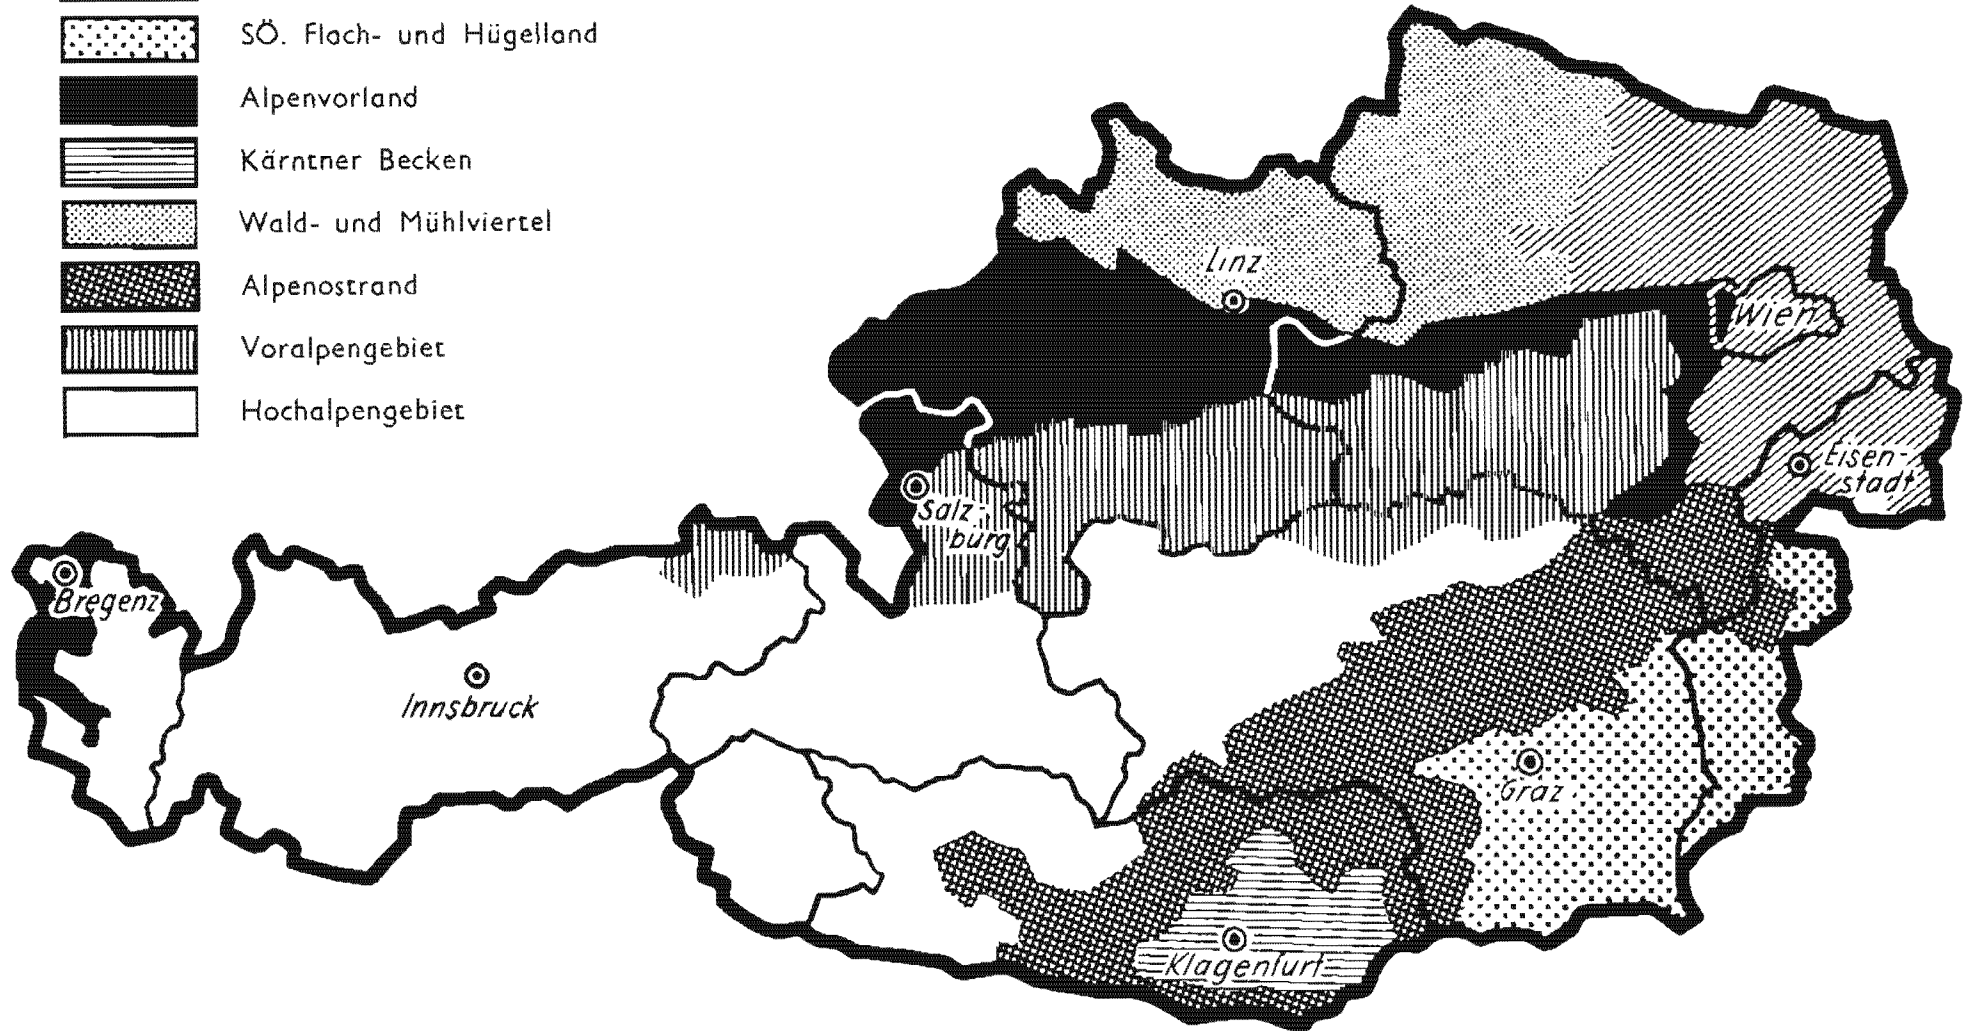 SÖ. Flach- und Hügelland
Alpenvorland
Kärntner Becken
Wald- und Mühlviertel
Alpenostrand
Voralpengebiet
Hochalpengebiet
Linz
Wien
Eisen-
stadt
Salz-
burg
Bregenz
Innsbruck
Graz
Klagenfurt